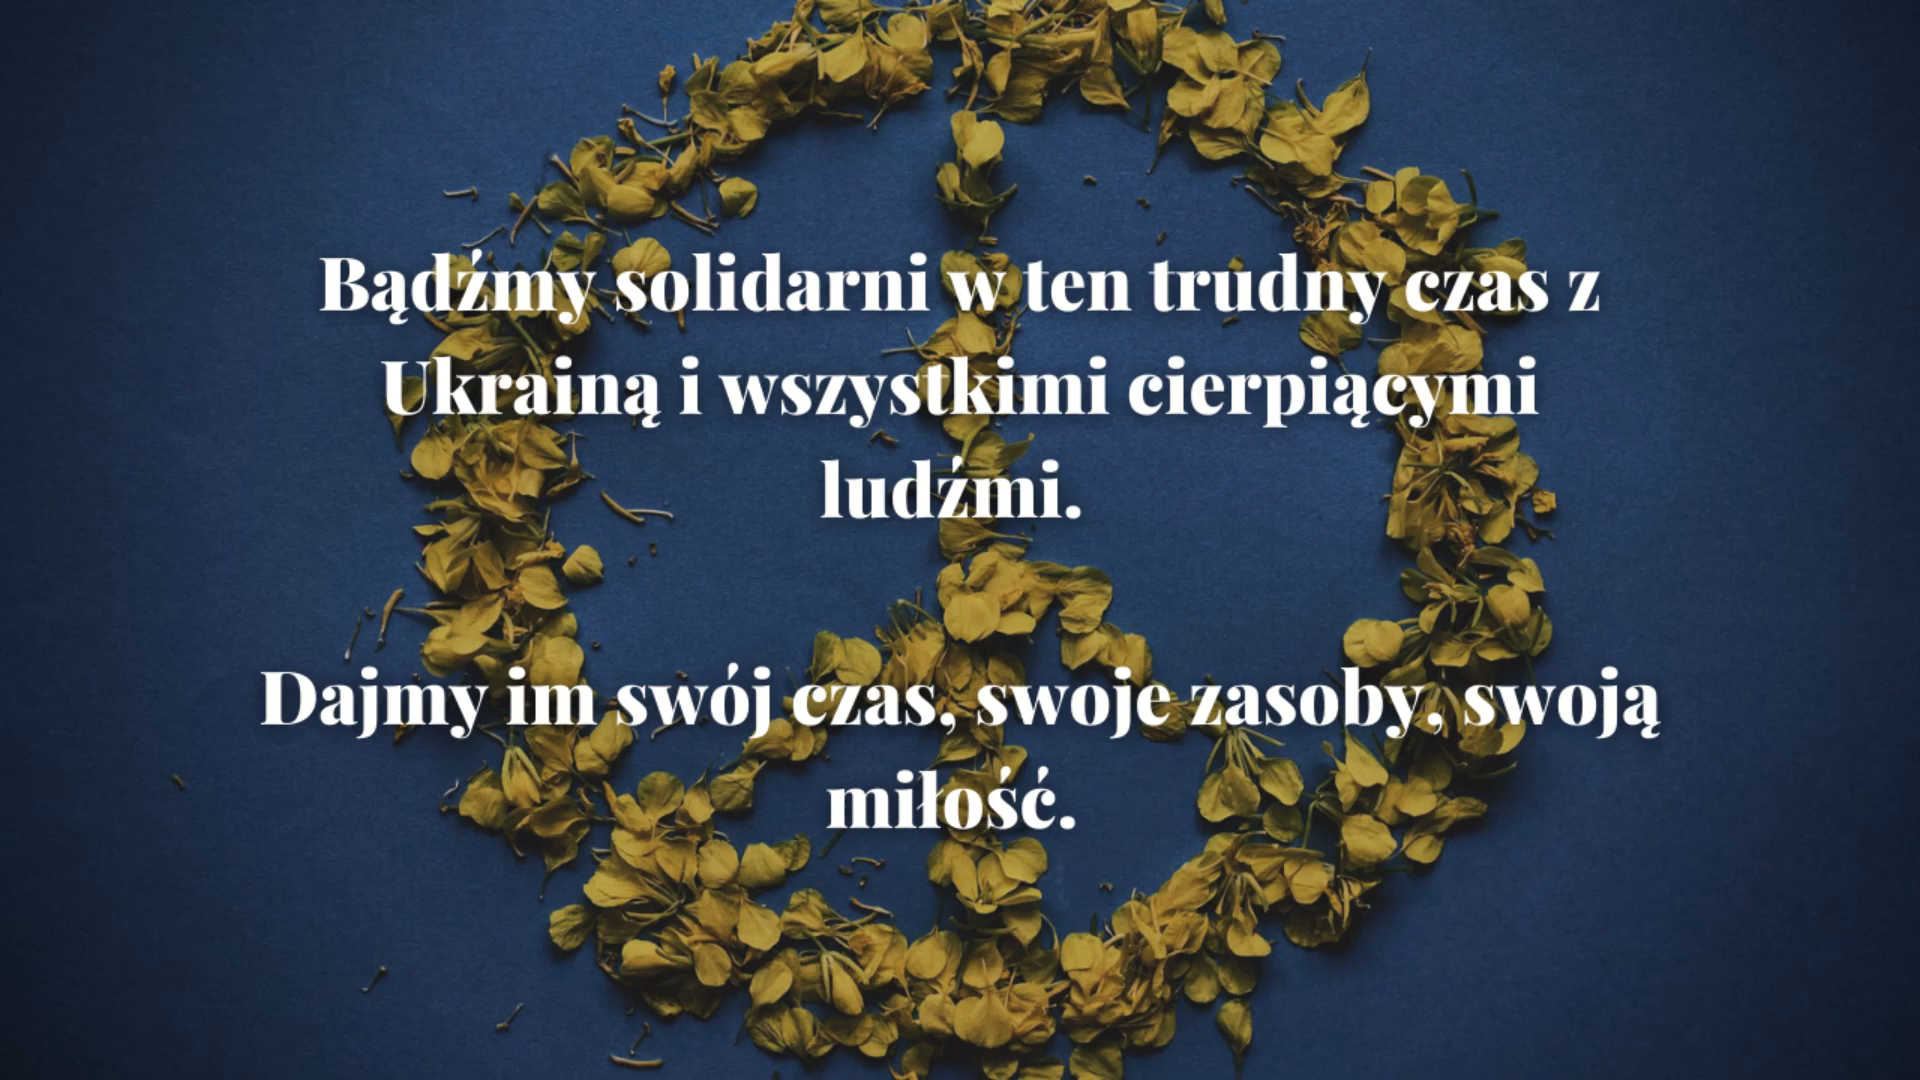 Bądźmy solidarni w ten trudny czas z
Ukrainą i wszystkimi cierpiącymi
ludźmi.
Dajmy im swój czas, swoje zasoby, swoją
miłość.